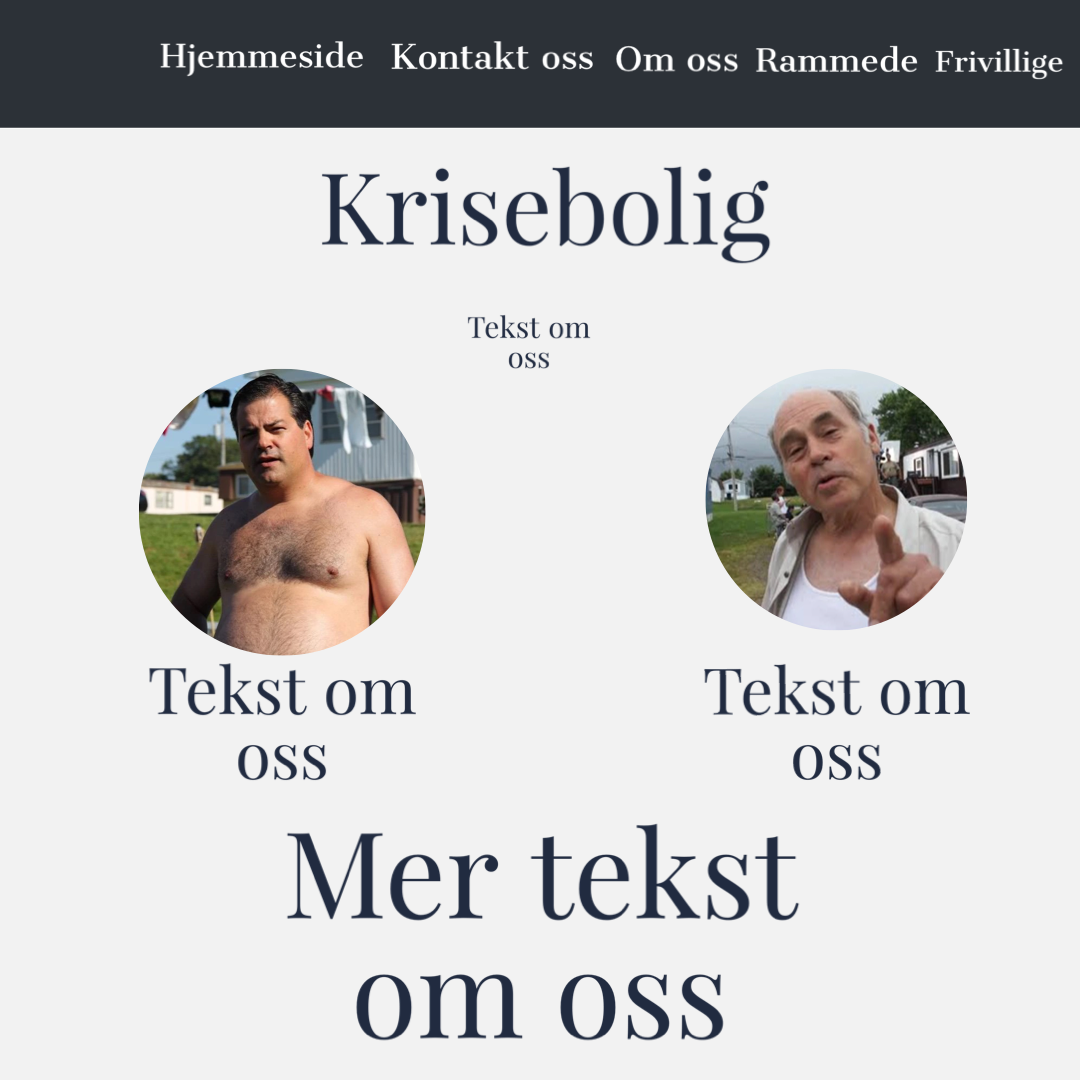 Hjemmeside Kontakt oss Om oss Rammede Frivillige
Krisebolig
Tekst om
oss
Tekst om
oss
Tekst om
oss
Mer tekst
om oss